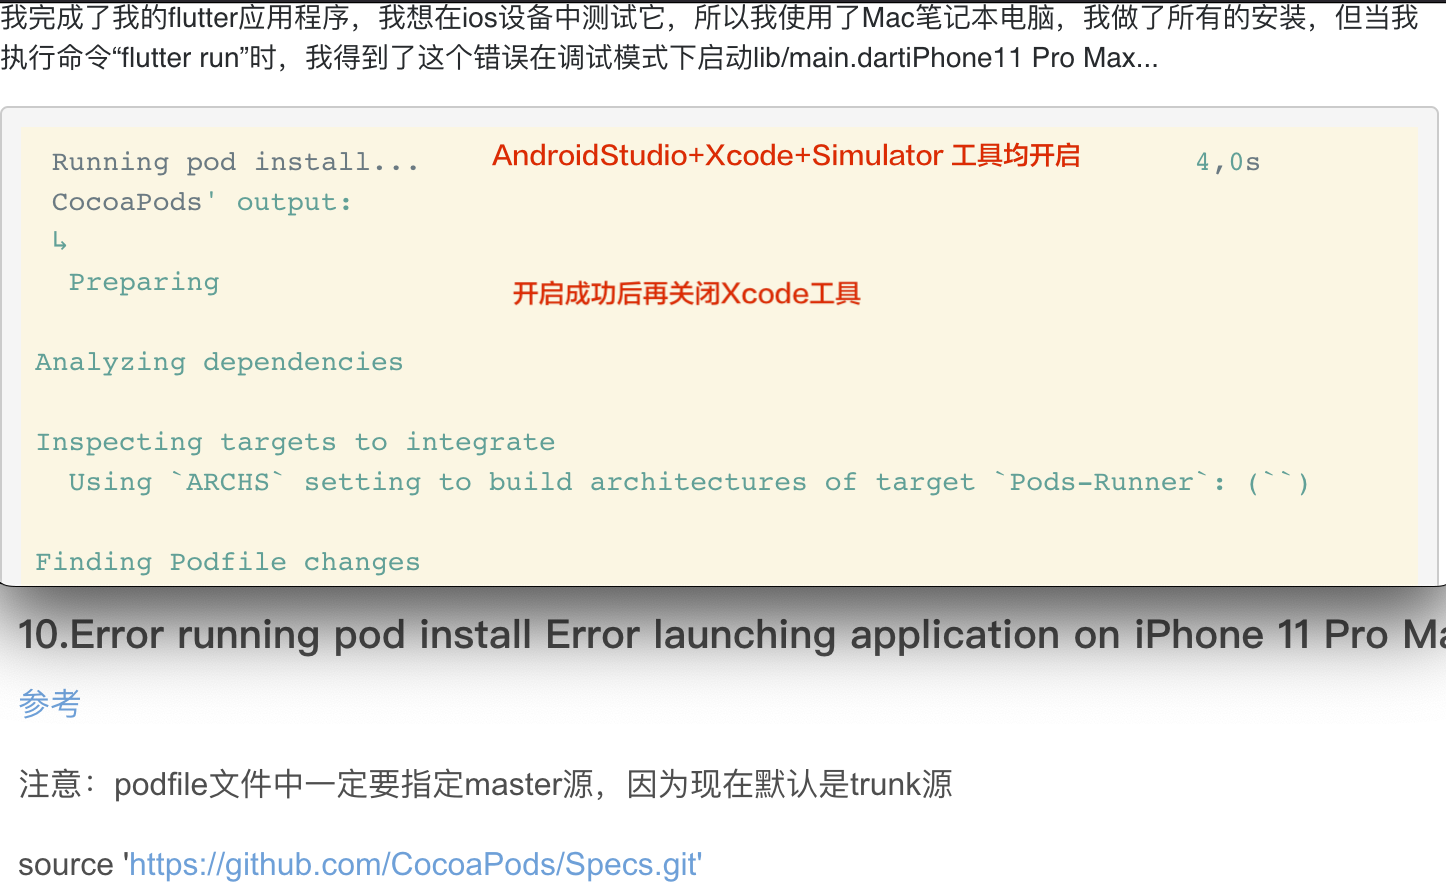 我完成了我的flutter应用程序，我想在ios设备中测试它，所以我使用了Mac笔记本电脑，我做了所有的安装，但当我
执行命令“flutter run”时，我得到了这个错误在调试模式下启动lib/main.dartiPhone11 Pro Max...
Running pod install... AndroidStudio+Xcode+Simulator 工具均开启 4,0s
CocoaPods' output:
↳
Preparing
开启成功后再关闭Xcode工具
Analyzing dependencies
Inspecting targets to integrate
Using `ARCHS` setting to build architectures of target `Pods-Runner`: (``)
Finding Podfile changes
10.Error running pod install Error launching application on iPhone 11 Pro Ma
参考
注意：podfile文件中一定要指定master源，因为现在默认是trunk源
source 'https://github.com/CocoaPods/Specs.git'